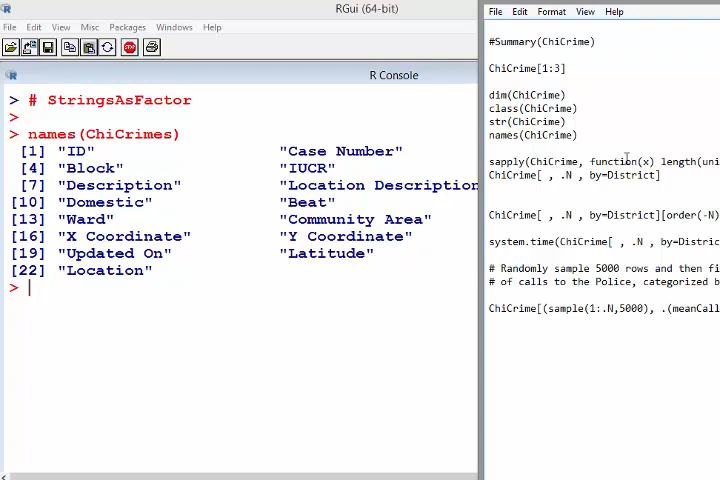 RGui (64-bit)
File Edit View Misc Packages Windows Help
R Console
> # StringsAsFactor
>
> names(ChiCrimes)
[1] "ID" "Case Number"
[4] "Block" "IUCR"
[7] "Description" "Location Description
[10] "Domestic" "Beat"
[13] "Ward" "Community Area"
[16] "X Coordinate" "Y Coordinate"
[19] "Updated On" "Latitude"
[22] "Location"
>
File Edit Format View Help
#Summary(ChiCrime)
ChiCrime[1:3]
dim(ChiCrime)
class(ChiCrime)
str(ChiCrime)
names(ChiCrime)
sapply(ChiCrime, function(x) length(uni
ChiCrime[ , .N , by=District]
ChiCrime[ , .N , by=District][order(-N)
system.time(ChiCrime[ , .N , by=Distric
# Randomly sample 5000 rows and then fi
# of calls to the Police, categorized b
ChiCrime[(sample(1:.N,5000), .(meanCall